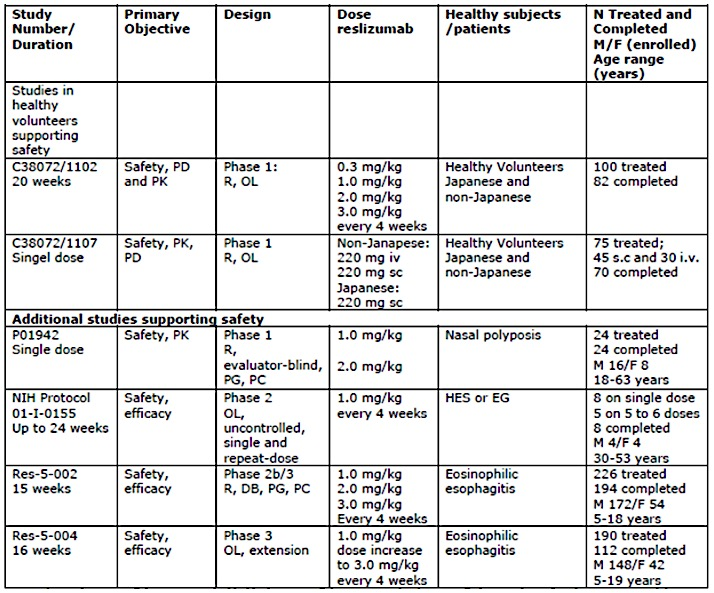 Study Number/ Duration | Primary Objective | Design | Dose reslizumab | Healthy subjects /patients | N Treated and Completed M/F (enrolled) Age range (years)
Studies in healthy volunteers supporting safety
C38072/1102 20 weeks | Safety, PD and PK | Phase 1: R, OL | 0.3 mg/kg 1.0 mg/kg 2.0 mg/kg 3.0 mg/kg every 4 weeks | Healthy Volunteers Japanese and non-Japanese | 100 treated 82 completed
C38072/1107 Singel dose | Safety, PK, PD | Phase 1 R, OL | Non-Janapese: 220 mg iv 220 mg sc Japanese: 220 mg sc | Healthy Volunteers Japanese and non-Japanese | 75 treated; 45 s.c and 30 i.v. 70 completed
Additional studies supporting safety
P01942 Single dose | Safety, PK | Phase 1 R, evaluator-blind, PG, PC | 1.0 mg/kg 2.0 mg/kg | Nasal polyposis | 24 treated 24 completed M 16/F 8 18-63 years
NIH Protocol 01-I-0155 Up to 24 weeks | Safety, efficacy | Phase 2 OL, uncontrolled, single and repeat-dose | 1.0 mg/kg every 4 weeks | HES or EG | 8 on single dose 5 on 5 to 6 doses 8 completed M 4/F 4 30-53 years
Res-5-002 15 weeks | Safety, efficacy | Phase 2b/3 R, DB, PG, PC | 1.0 mg/kg 2.0 mg/kg 3.0 mg/kg Every 4 weeks | Eosinophilic esophagitis | 226 treated 194 completed M 172/F 54 5-18 years
Res-5-004 16 weeks | Safety, efficacy | Phase 3 OL, extension | 1.0 mg/kg dose increase to 3.0 mg/kg every 4 weeks | Eosinophilic esophagitis | 190 Treated 112 completed M 148/F 42 5-19 years